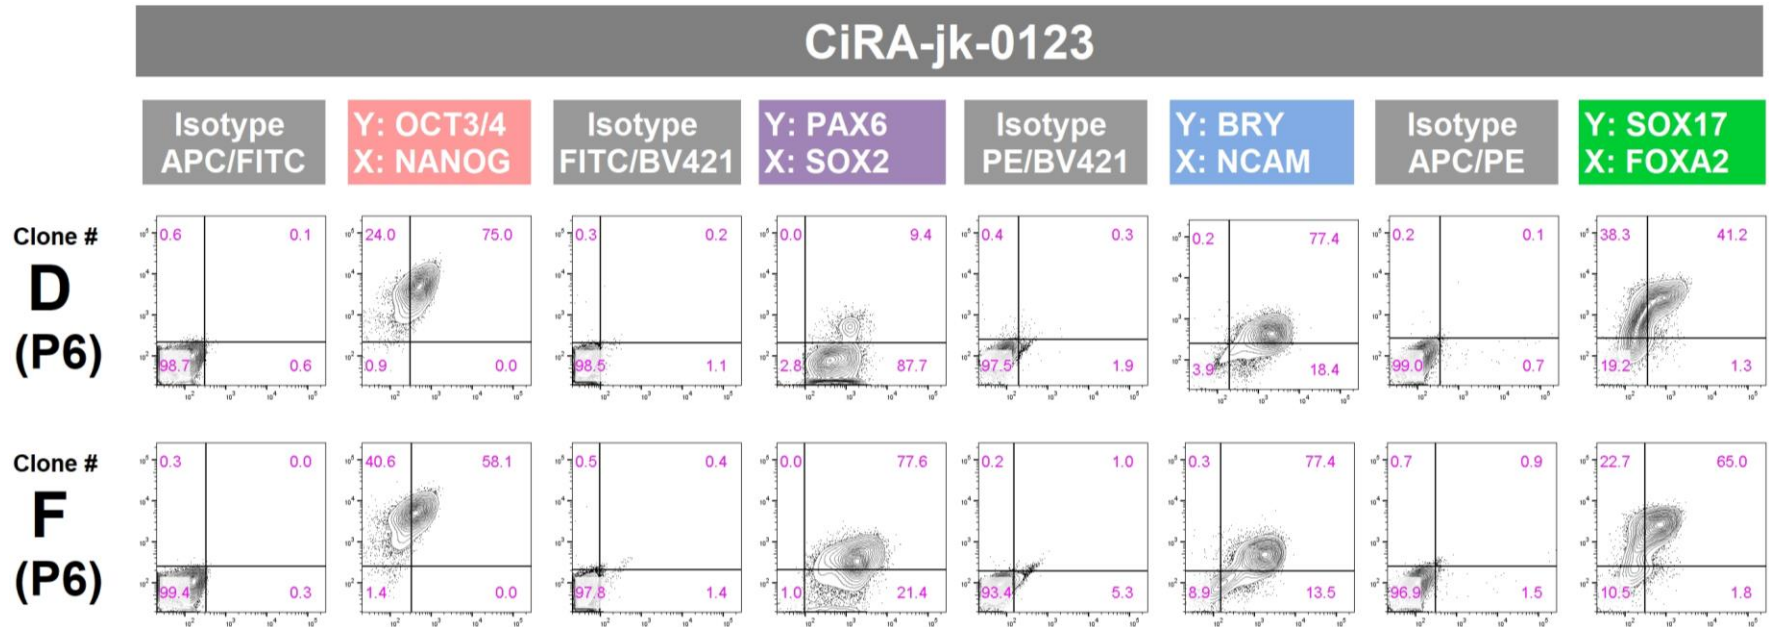 CiRA-jk-0123
Isotype APC/FITC
Y: OCT3/4 X: NANOG
Isotype FITC/BV421
Y: PAX6 X: SOX2
Isotype PE/BV421
Y: BRY X: NCAM
Isotype APC/PE
Y: SOX17 X: FOXA2
Clone #
D
(P6)
0.6 0.1 24.0 75.0 0.3 0.2 0.0 9.4 0.4 0.3 0.2 77.4 0.2 0.1 38.3 41.2
98.7 0.6 0.9 0.0 98.5 1.1 2.8 87.7 97.5 1.9 3.9 18.4 99.0 0.7 19.2 1.3
Clone #
F
(P6)
0.3 0.0 40.6 58.1 0.5 0.4 0.0 77.6 0.2 1.0 0.3 77.4 0.7 0.9 22.7 65.0
99.4 0.3 1.4 0.0 97.8 1.4 1.0 21.4 93.4 5.3 8.9 13.5 96.9 1.5 10.5 1.8